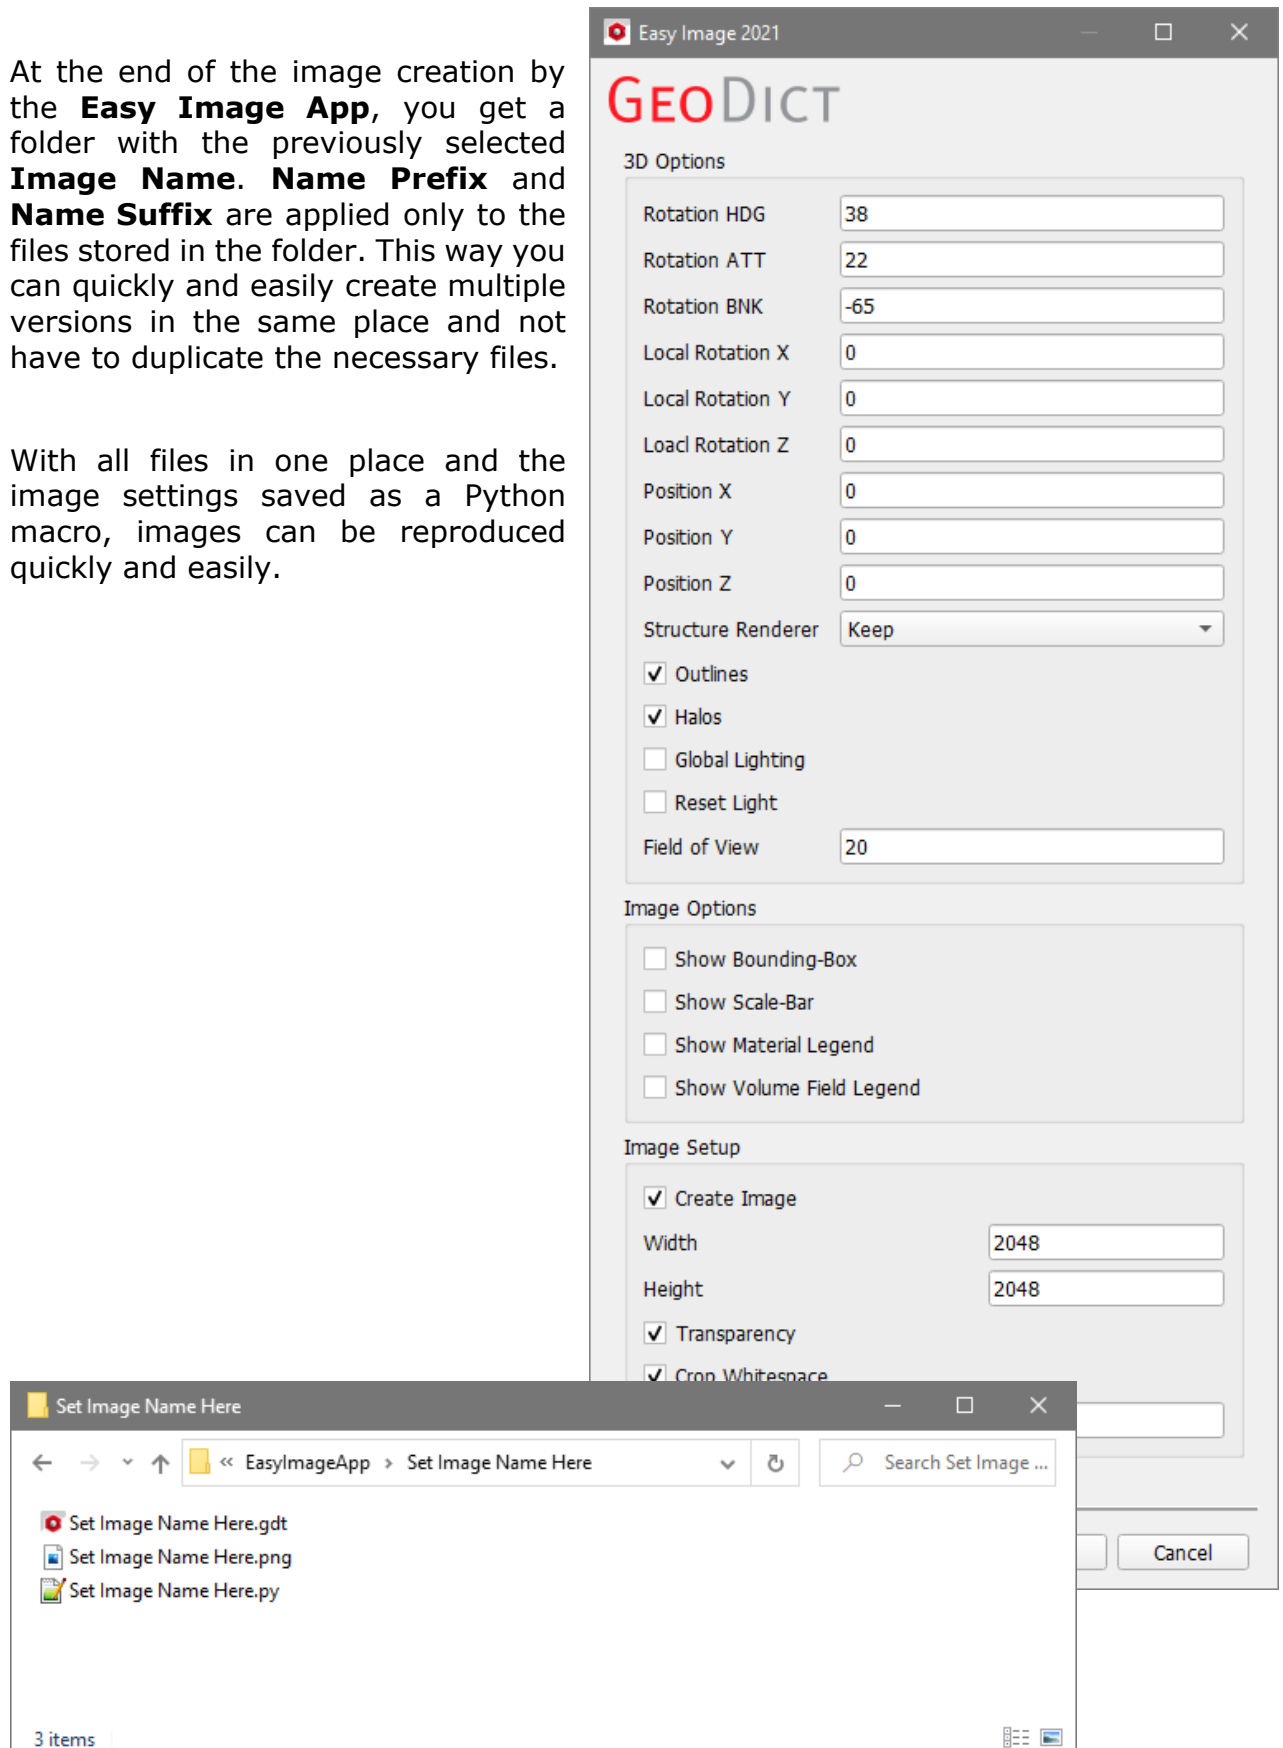 At the end of the image creation by
the Easy Image App, you get a
folder with the previously selected
Image Name. Name Prefix and
Name Suffix are applied only to the
files stored in the folder. This way you
can quickly and easily create multiple
versions in the same place and not
have to duplicate the necessary files.
With all files in one place and the
image settings saved as a Python
macro, images can be reproduced
quickly and easily.
Easy Image 2021
GEODICT
3D Options
Rotation HDG 38
Rotation ATT 22
Rotation BNK -65
Local Rotation X 0
Local Rotation Y 0
Loacl Rotation Z 0
Position X 0
Position Y 0
Position Z 0
Structure Renderer Keep
Outlines
Halos
Global Lighting
Reset Light
Field of View 20
Image Options
Show Bounding-Box
Show Scale-Bar
Show Material Legend
Show Volume Field Legend
Image Setup
Create Image
Width 2048
Height 2048
Transparency
Crop Whitespace
Cancel
Set Image Name Here
« EasyImageApp › Set Image Name Here
Search Set Image ...
Set Image Name Here.gdt
Set Image Name Here.png
Set Image Name Here.py
3 items